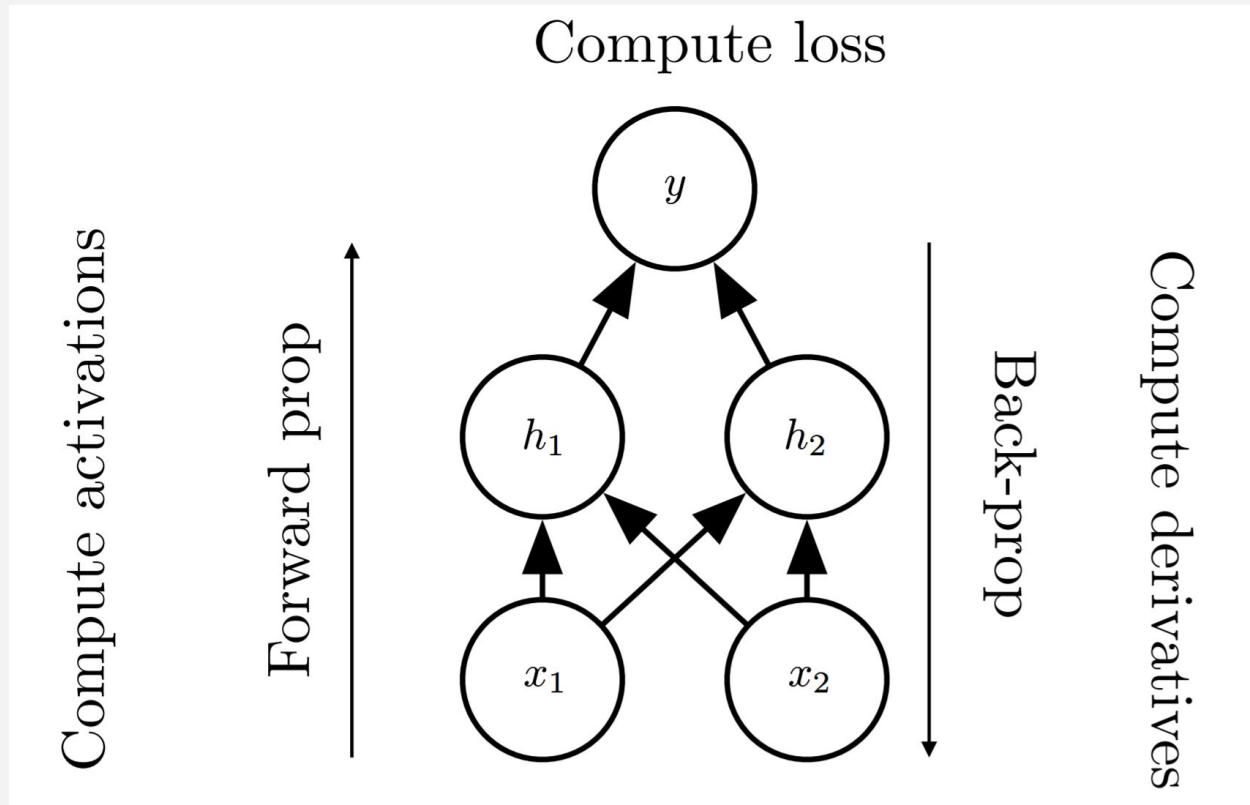 Compute loss
y
Compute activations
Forward prop
h₁
h₂
Back-prop
Compute derivatives
x₁
x₂